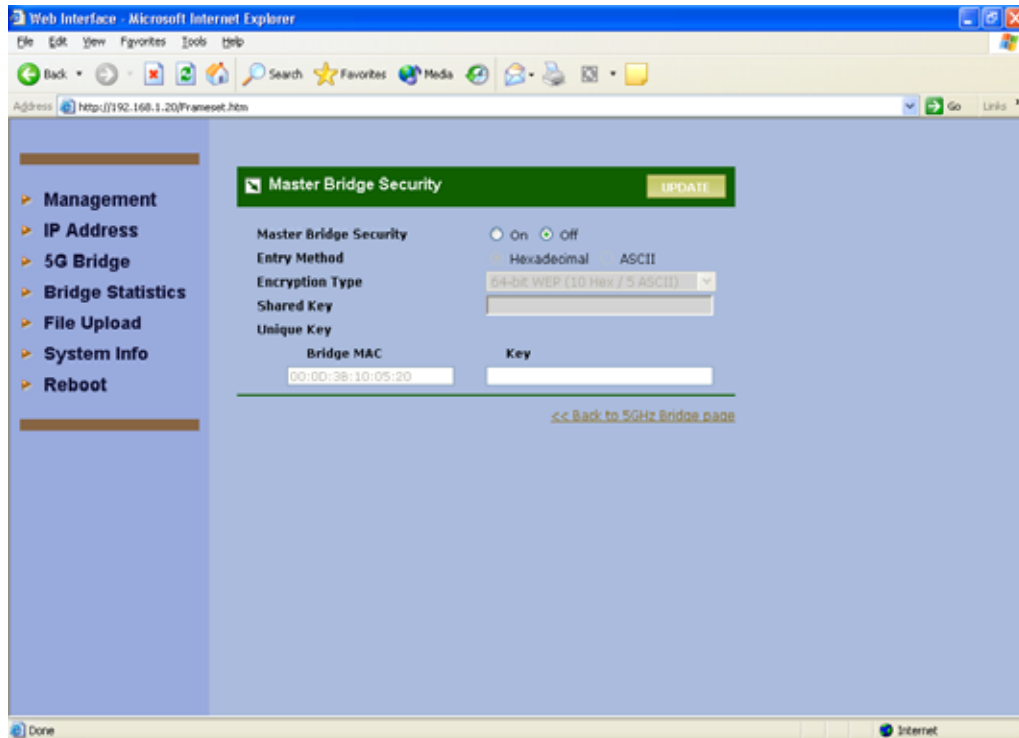 Web Interface - Microsoft Internet Explorer
File Edit View Favorites Tools Help
Back Search Favorites Media
Address http://192.168.1.20/Frameset.htm Go Links
Management
IP Address
5G Bridge
Bridge Statistics
File Upload
System Info
Reboot
Master Bridge Security UPDATE
Master Bridge Security On Off
Entry Method Hexadecimal ASCII
Encryption Type 64-bit WEP (10 Hex / 5 ASCII)
Shared Key
Unique Key
Bridge MAC Key
00:0D:3B:10:05:20
<< Back to 5GHz Bridge page
Done Internet